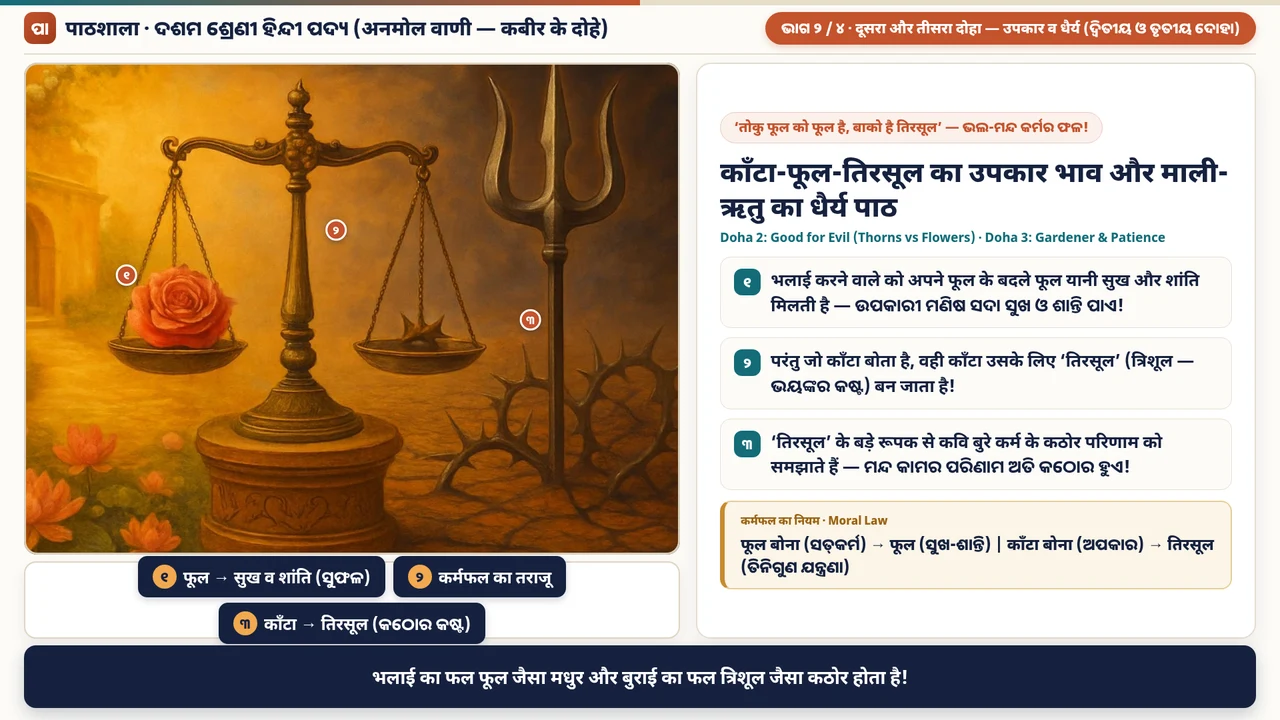 ପା पाठशाला · ଦଶମ ଶ୍ରେଣୀ ହିନ୍ଦୀ ପଦ୍ୟ (अनमोल वाणी — कबीर के दोहे)
ଭାଗ ୨ / ୪ · दूसरा और तीसरा दोहा — उपकार व धैर्य (ଦ୍ୱିତୀୟ ଓ ତୃତୀୟ ଦୋହା)
୧
୨
୩
୧ फूल → सुख व शांति (ସୁଫଳ)
୨ कर्मफल का तराजू
୩ काँटा → तिरसूल (କଠୋର କଷ୍ଟ)
‘तोकु फूल को फूल है, बाको है तिरसूल’ — ଭଲ-ମନ୍ଦ କର୍ମର ଫଳ!
काँटा-फूल-तिरसूल का उपकार भाव और माली-
ऋतु का धैर्य पाठ
Doha 2: Good for Evil (Thorns vs Flowers) · Doha 3: Gardener & Patience
୧ भलाई करने वाले को अपने फूल के बदले फूल यानी सुख और शांति
मिलती है — ଉପକାରୀ ମଣିଷ ସଦା ସୁଖ ଓ ଶାନ୍ତି ପାଏ!
୨ परंतु जो काँटा बोता है, वही काँटा उसके लिए ‘तिरसूल’ (त्रिशूल —
ଭୟଙ୍କର କଷ୍ଟ) बन जाता है!
୩ ‘तिरसूल’ के बड़े रूपक से कवि बुरे कर्म के कठोर परिणाम को
समझाते हैं — ମନ୍ଦ କାମର ପରିଣାମ ଅତି କଠୋର ହୁଏ!
कर्मफल का नियम · Moral Law
फूल बोना (ସତ୍‌କର୍ମ) → फूल (ସୁଖ-ଶାନ୍ତି) | काँटा बोना (ଅପକାର) → तिरसूल
(ତିନିଗୁଣ ଯନ୍ତ୍ରଣା)
भलाई का फल फूल जैसा मधुर और बुराई का फल त्रिशूल जैसा कठोर होता है!